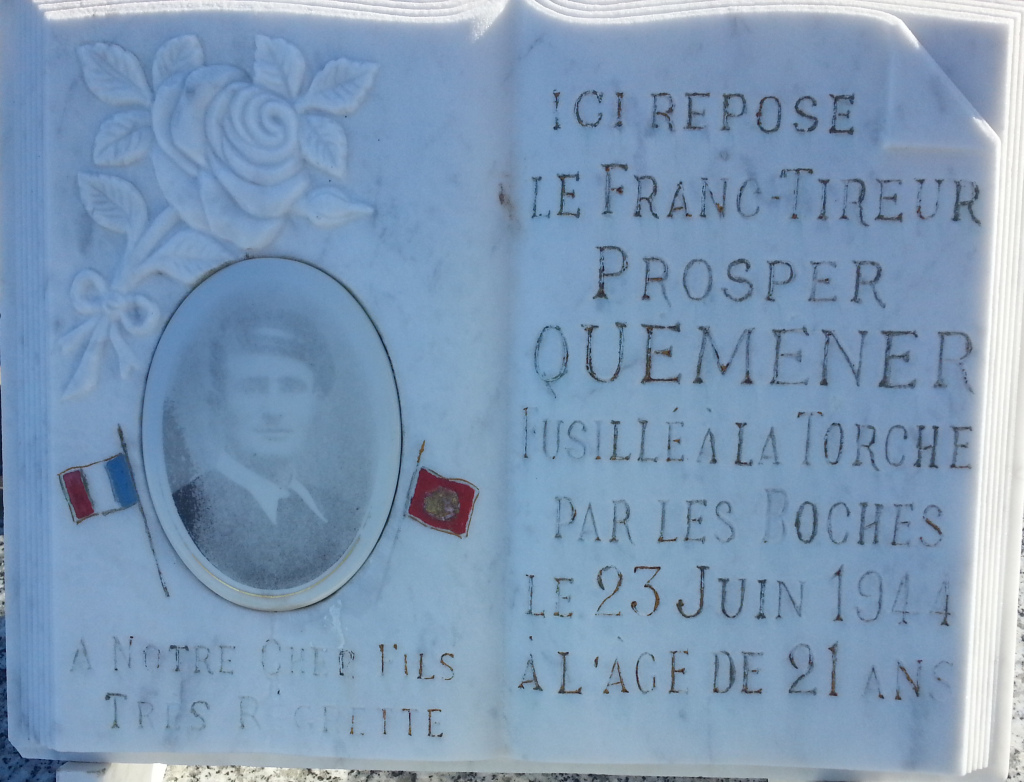 A NOTRE CHER FILS
TRES REGRETTE
ICI REPOSE
LE FRANC-TIREUR
PROSPER
QUEMENER
FUSILLÉ À LA TORCHE
PAR LES BOCHES
LE 23 JUIN 1944
À L'AGE DE 21 ANS